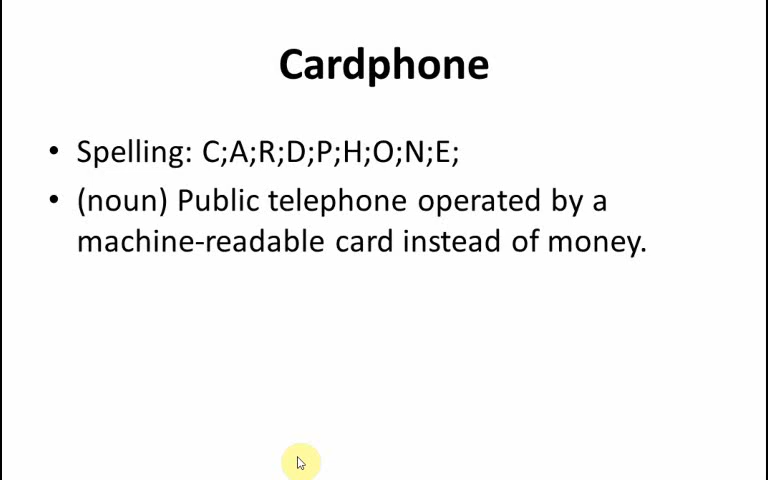 Cardphone
• Spelling: C;A;R;D;P;H;O;N;E;
• (noun) Public telephone operated by a
machine-readable card instead of money.